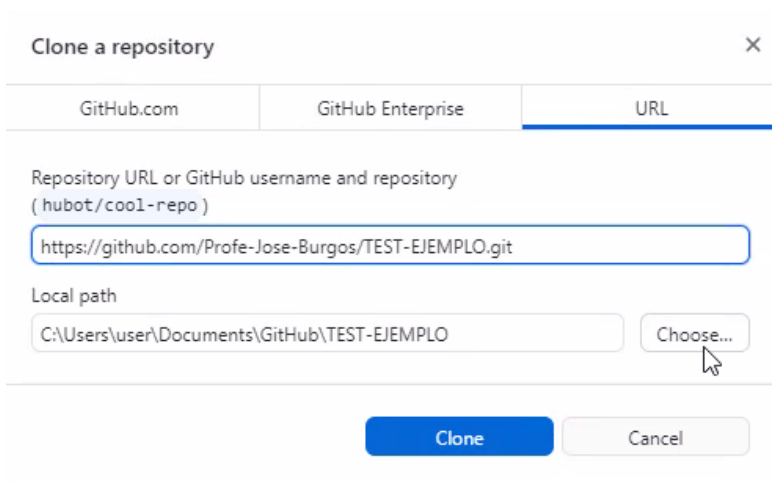 Clone a repository
GitHub.com
GitHub Enterprise
URL
Repository URL or GitHub username and repository
(hubot/cool-repo)
https://github.com/Profe-Jose-Burgos/TEST-EJEMPLO.git
Local path
C:\Users\user\Documents\GitHub\TEST-EJEMPLO
Choose...
Clone
Cancel